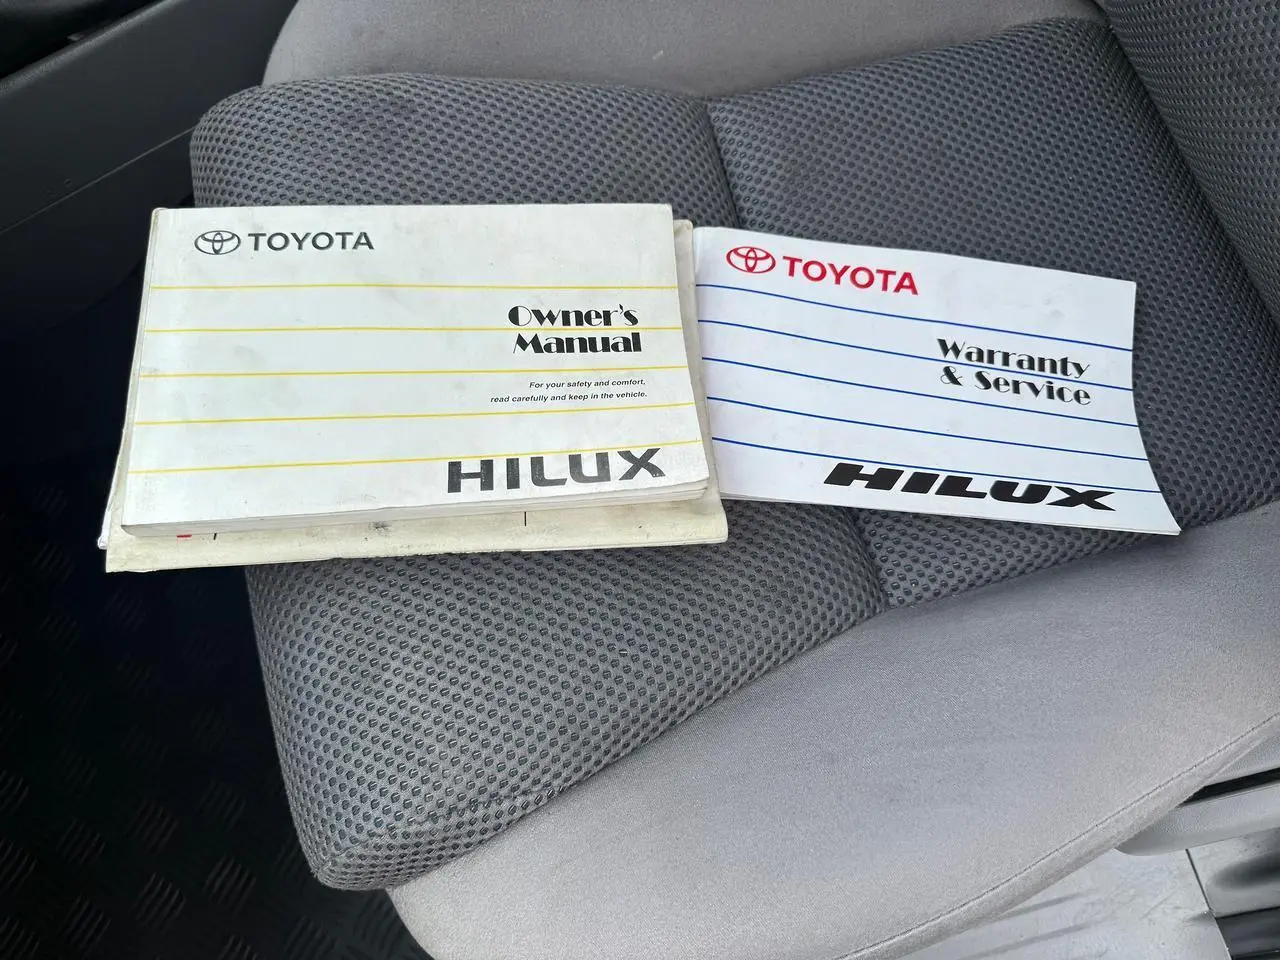 TOYOTA
Owner's
Manual
For your safety and comfort,
read carefully and keep in the vehicle.
HILUX
TOYOTA
Warranty
& Service
HILUX